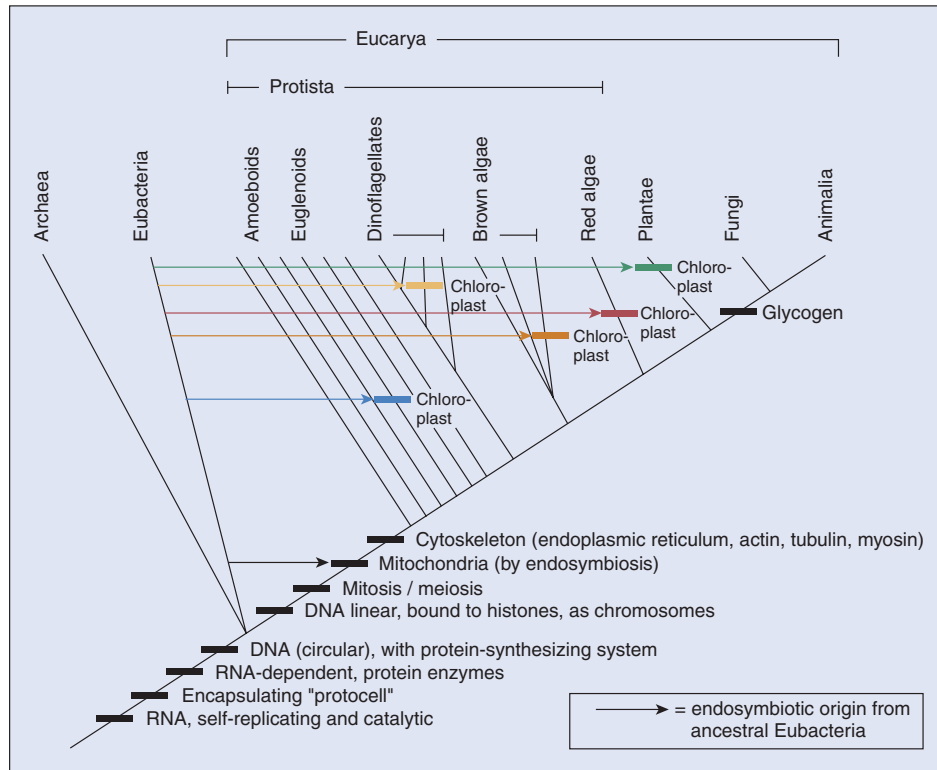 Eucarya
Protista
Archaea
Eubacteria
Amoeboids
Euglenoids
Dinoflagellates
Brown algae
Red algae
Plantae
Fungi
Animalia
Chloro-
plast
Chloro-
plast
Chloro-
plast
Glycogen
Chloro-
plast
Chloro-
plast
Cytoskeleton (endoplasmic reticulum, actin, tubulin, myosin)
Mitochondria (by endosymbiosis)
Mitosis / meiosis
DNA linear, bound to histones, as chromosomes
DNA (circular), with protein-synthesizing system
RNA-dependent, protein enzymes
Encapsulating "protocell"
RNA, self-replicating and catalytic
= endosymbiotic origin from
ancestral Eubacteria